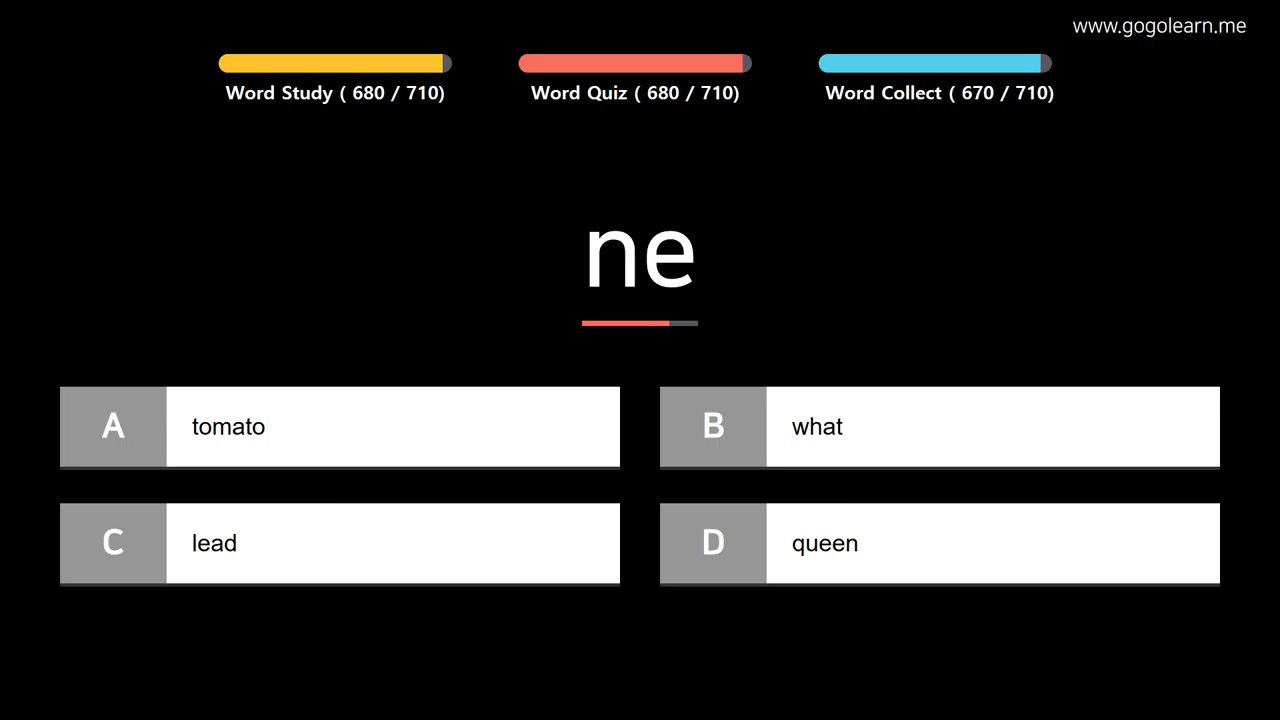 www.gogolearn.me
Word Study ( 680 / 710)
Word Quiz ( 680 / 710)
Word Collect ( 670 / 710)
ne
A tomato
B what
C lead
D queen